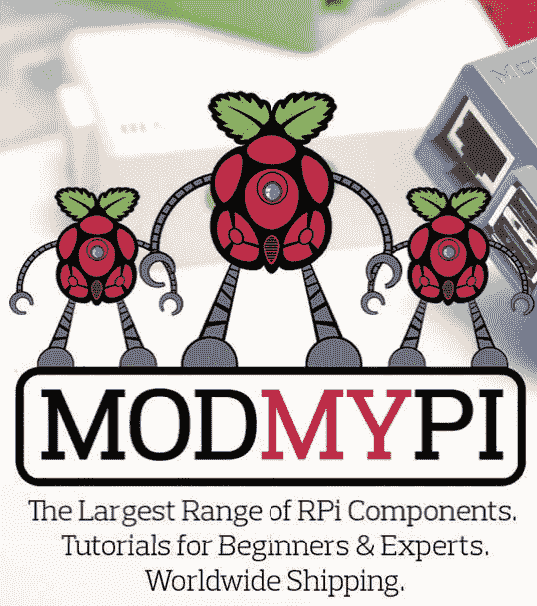 MODMYPI
The Largest Range of RPi Components.
Tutorials for Beginners & Experts.
Worldwide Shipping.